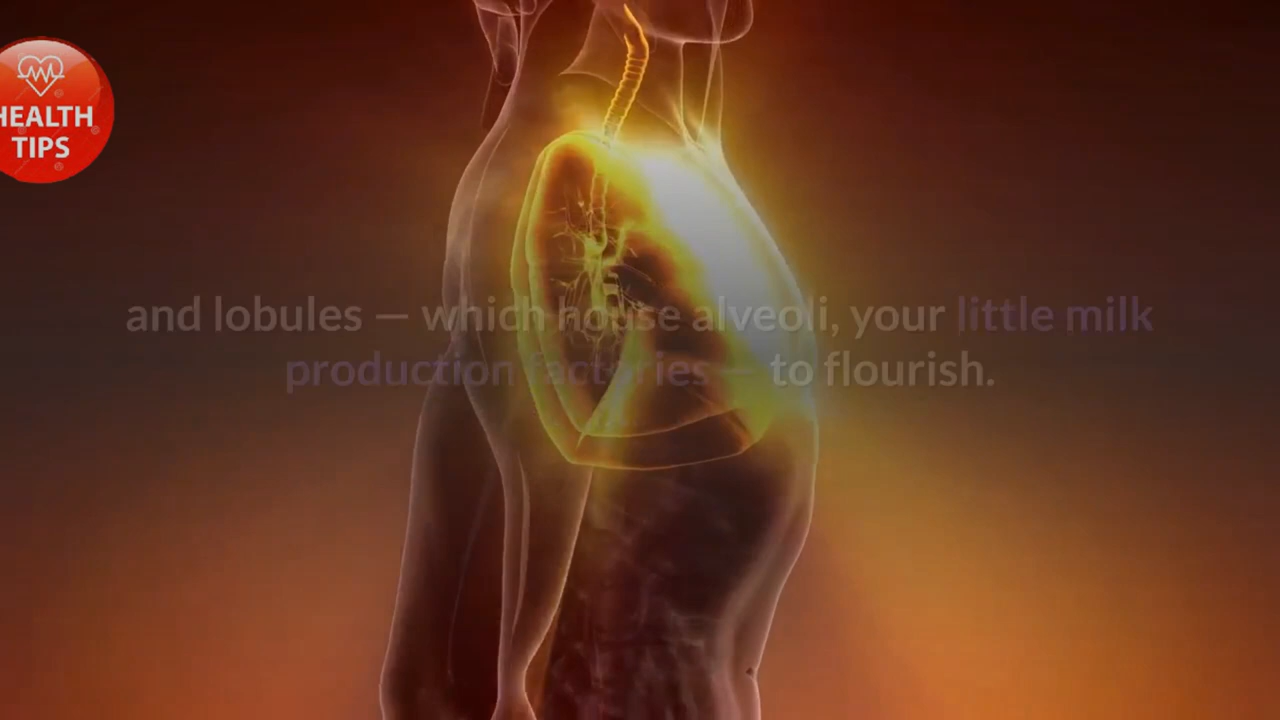 HEALTH
TIPS
and lobules — which house alveoli, your little milk
production factories — to flourish.